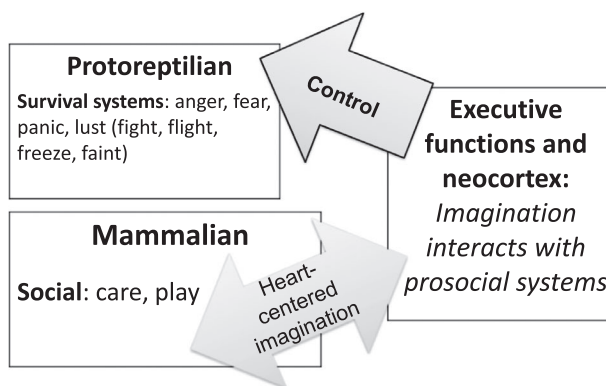 Protoreptilian
Survival systems: anger, fear,
panic, lust (fight, flight,
freeze, faint)
Control
Executive
functions and
neocortex:
Imagination
interacts with
prosocial systems
Mammalian
Social: care, play
Heart-
centered
imagination